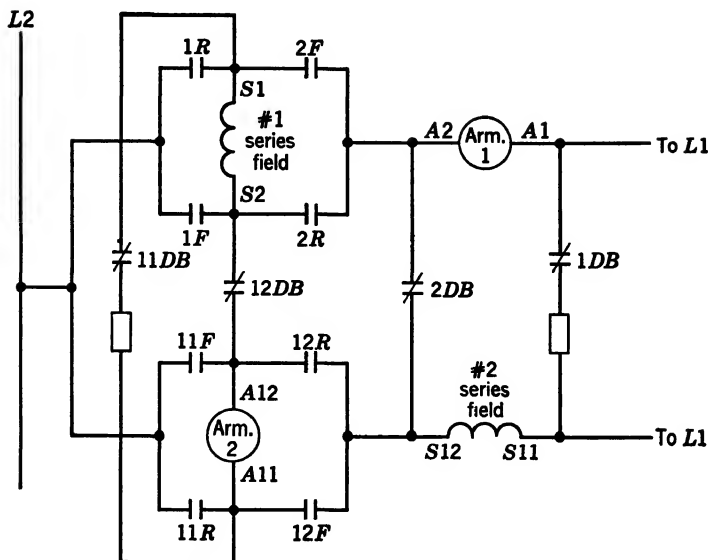 L2
1R
2F
S1
#1
series
field
A2
Arm.
1
A1
To L1
S2
1F
2R
11DB
12DB
2DB
1DB
11F
12R
#2
series
field
A12
Arm.
2
A11
S12
S11
To L1
11R
12F